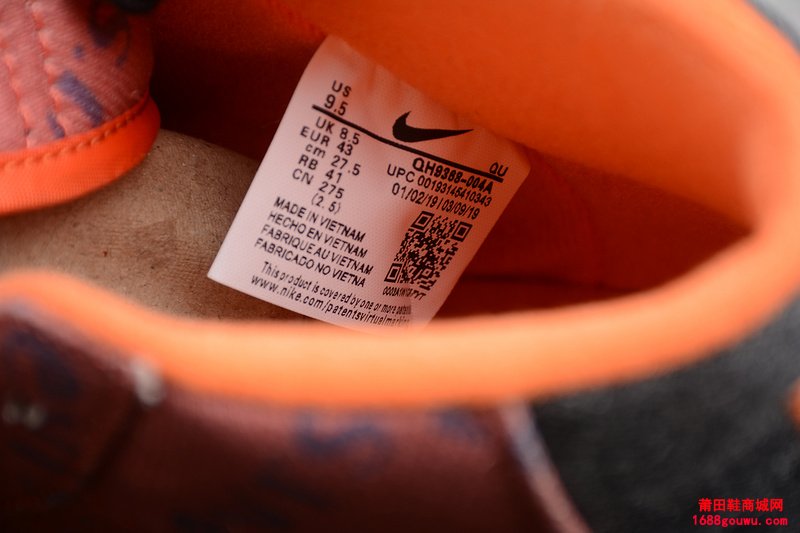 US
9.5
UK 8.5
EUR 43
cm 27.5
RB 41
CN 275
(2.5)
QH9368-004A QU
UPC 00193145410343
01/02/19 | 03/09/19
MADE IN VIETNAM
HECHO EN VIETNAM
FABRIQUE AU VIETNAM
FABRICADO NO VIETNA
This product is covered by one or more
www.nike.com/patentsvirtualmarking
莆田鞋商城网
1688gouwu.com